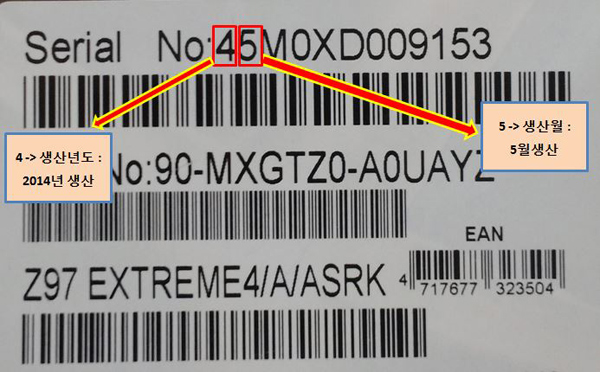 Serial No:45M0XD009153
4 -> 생산년도 :
2014년 생산
5 -> 생산월 :
5월생산
No:90-MXGTZ0-A0UAYZ
EAN
Z97 EXTREME4/A/ASRK
4 717677 323504